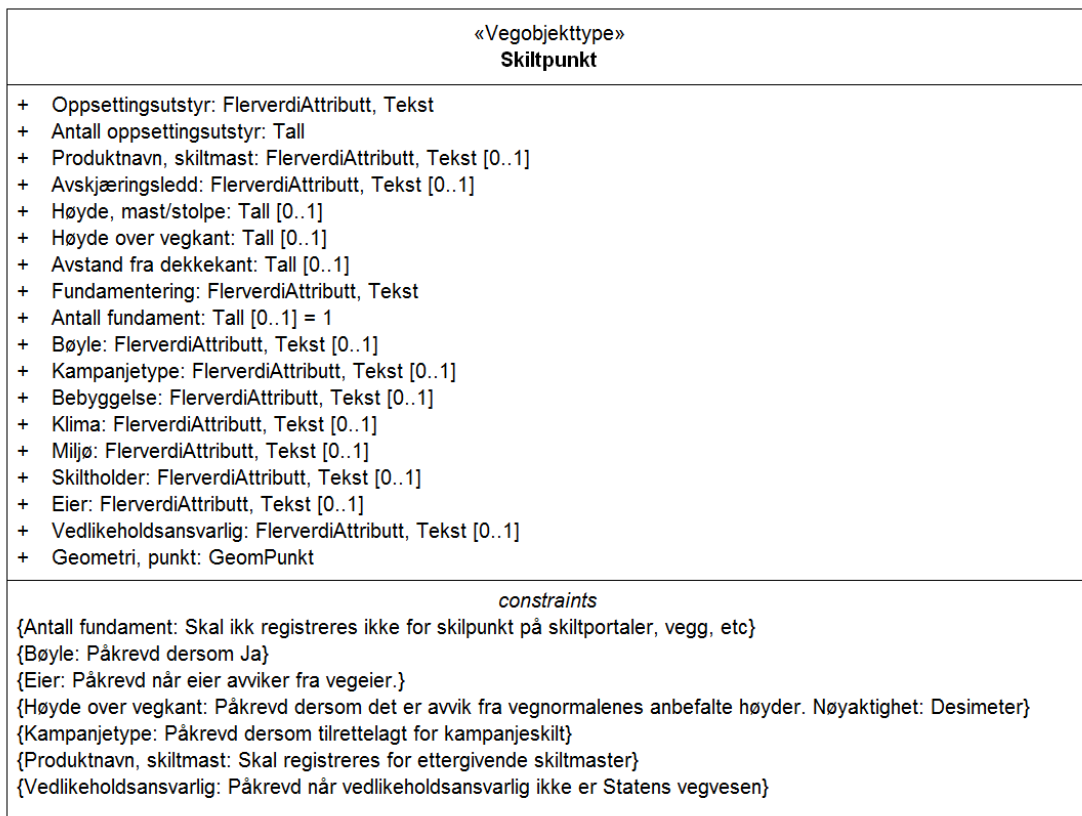 «Vegobjekttype»
Skiltpunkt
+ Oppsettingsutstyr: FlerverdiAttributt, Tekst
+ Antall oppsettingsutstyr: Tall
+ Produktnavn, skiltmast: FlerverdiAttributt, Tekst [0..1]
+ Avskjæringsledd: FlerverdiAttributt, Tekst [0..1]
+ Høyde, mast/stolpe: Tall [0..1]
+ Høyde over vegkant: Tall [0..1]
+ Avstand fra dekkekant: Tall [0..1]
+ Fundamentering: FlerverdiAttributt, Tekst
+ Antall fundament: Tall [0..1] = 1
+ Bøyle: FlerverdiAttributt, Tekst [0..1]
+ Kampanjetype: FlerverdiAttributt, Tekst [0..1]
+ Bebyggelse: FlerverdiAttributt, Tekst [0..1]
+ Klima: FlerverdiAttributt, Tekst [0..1]
+ Miljø: FlerverdiAttributt, Tekst [0..1]
+ Skiltholder: FlerverdiAttributt, Tekst [0..1]
+ Eier: FlerverdiAttributt, Tekst [0..1]
+ Vedlikeholdsansvarlig: FlerverdiAttributt, Tekst [0..1]
+ Geometri, punkt: GeomPunkt
constraints
{Antall fundament: Skal ikk registreres ikke for skilpunkt på skiltportaler, vegg, etc}
{Bøyle: Påkrevd dersom Ja}
{Eier: Påkrevd når eier avviker fra vegeier.}
{Høyde over vegkant: Påkrevd dersom det er avvik fra vegnormalenes anbefalte høyder. Nøyaktighet: Desimeter}
{Kampanjetype: Påkrevd dersom tilrettelagt for kampanjeskilt}
{Produktnavn, skiltmast: Skal registreres for ettergivende skiltmaster}
{Vedlikeholdsansvarlig: Påkrevd når vedlikeholdsansvarlig ikke er Statens vegvesen}